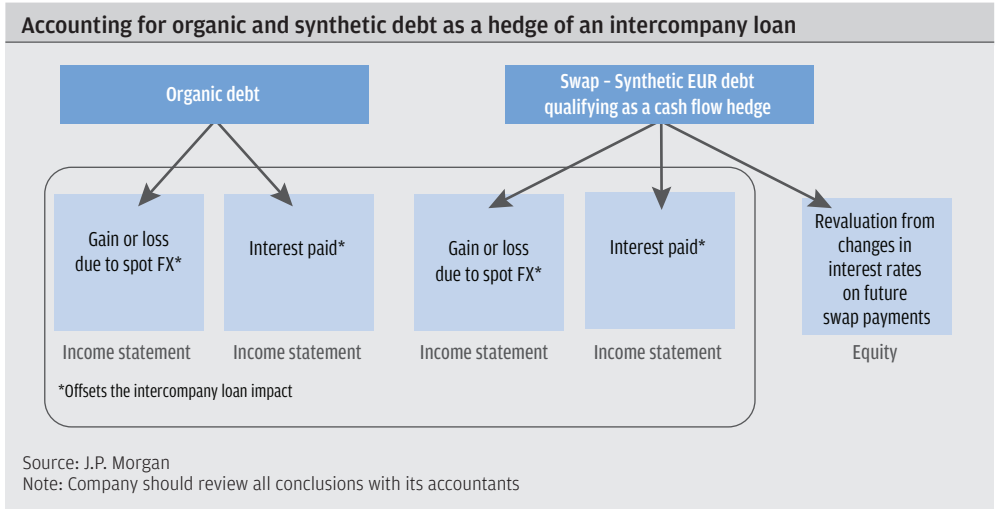 Accounting for organic and synthetic debt as a hedge of an intercompany loan
Organic debt
Swap – Synthetic EUR debt
qualifying as a cash flow hedge
Gain or loss
due to spot FX*
Interest paid*
Gain or loss
due to spot FX*
Interest paid*
Revaluation from
changes in
interest rates
on future
swap payments
Income statement
Income statement
Income statement
Income statement
Equity
*Offsets the intercompany loan impact
Source: J.P. Morgan
Note: Company should review all conclusions with its accountants